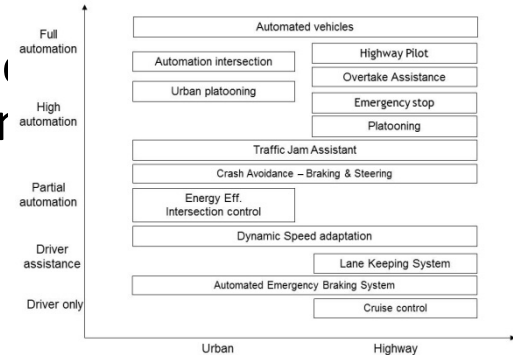 Automated vehicles
Full
automation
Highway Pilot
Automation intersection
Overtake Assistance
Urban platooning
Emergency stop
High
automation
Platooning
Traffic Jam Assistant
Crash Avoidance – Braking & Steering
Partial
automation
Energy Eff.
Intersection control
Dynamic Speed adaptation
Driver
assistance
Lane Keeping System
Automated Emergency Braking System
Driver only
Cruise control
Urban
Highway